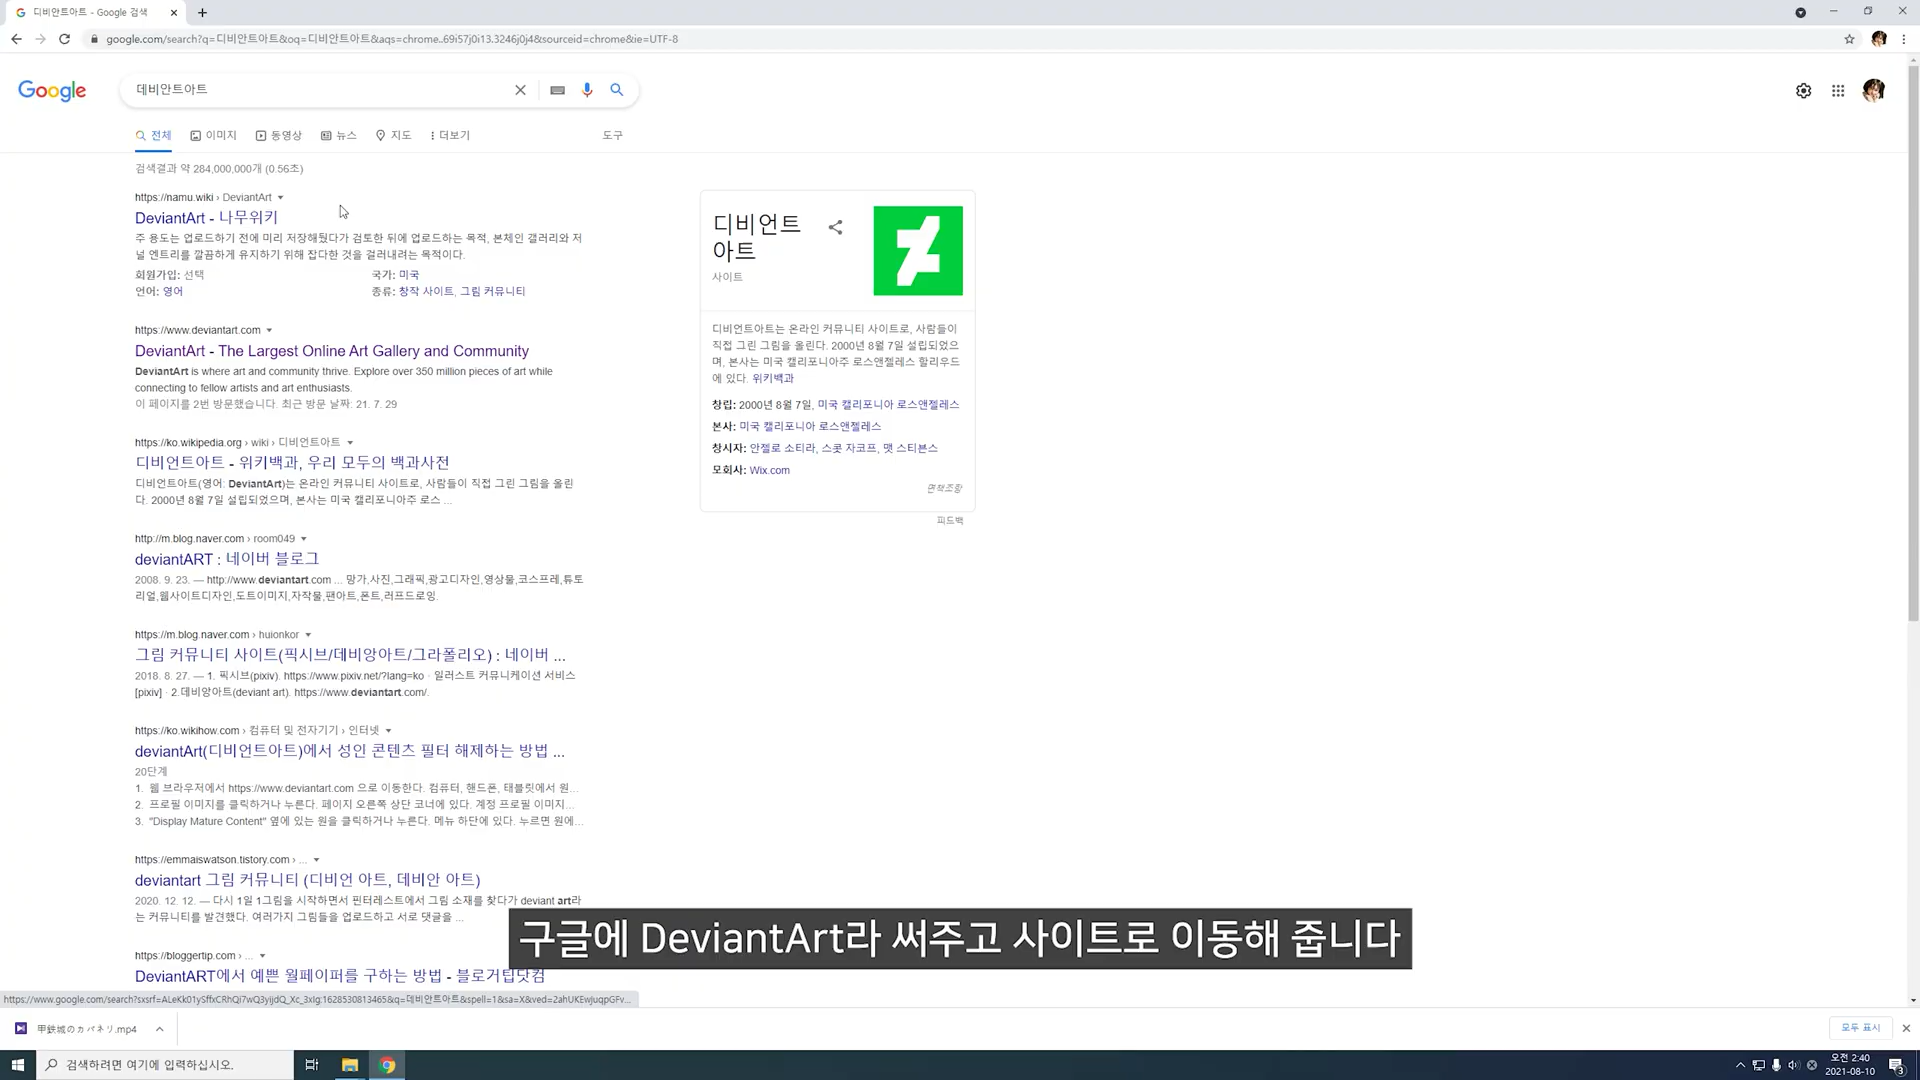 디비안트아트 - Google 검색
google.com/search?q=디비안트아트&oq=디비안트아트&aqs=chrome..69i57j0i13.3246j0j4&sourceid=chrome&ie=UTF-8
Google
데비안트아트
전체 이미지 동영상 뉴스 지도 더보기 도구
검색결과 약 284,000,000개 (0.56초)
https://namu.wiki › DeviantArt
DeviantArt - 나무위키
주 용도는 업로드하기 전에 미리 저장해뒀다가 검토한 뒤에 업로드하는 목적, 본체인 갤러리와 저
널 엔트리를 깔끔하게 유지하기 위해 잡다한 것을 걸러내려는 목적이다.
회원가입: 선택 국가: 미국
언어: 영어 종류: 창작 사이트, 그림 커뮤니티
https://www.deviantart.com
DeviantArt - The Largest Online Art Gallery and Community
DeviantArt is where art and community thrive. Explore over 350 million pieces of art while
connecting to fellow artists and art enthusiasts.
이 페이지를 2번 방문했습니다. 최근 방문 날짜: 21. 7. 29
https://ko.wikipedia.org › wiki › 디비언트아트
디비언트아트 - 위키백과, 우리 모두의 백과사전
디비언트아트(영어: DeviantArt)는 온라인 커뮤니티 사이트로, 사람들이 직접 그린 그림을 올린
다. 2000년 8월 7일 설립되었으며, 본사는 미국 캘리포니아주 로스 ...
http://m.blog.naver.com › room049
deviantART : 네이버 블로그
2008. 9. 23. — http://www.deviantart.com ... 망가,사진,그래픽,광고디자인,영상물,코스프레,튜토
리얼,웹사이트디자인,도트이미지,자작물,팬아트,폰트,러프드로잉.
https://m.blog.naver.com › huionkor
그림 커뮤니티 사이트(픽시브/데비앙아트/그라폴리오) : 네이버 ...
2018. 8. 27. — 1. 픽시브(pixiv). https://www.pixiv.net/?lang=ko · 일러스트 커뮤니케이션 서비스
[pixiv] · 2.데비앙아트(deviant art). https://www.deviantart.com/.
https://ko.wikihow.com › 컴퓨터 및 전자기기 › 인터넷
deviantArt(디비언트아트)에서 성인 콘텐츠 필터 해제하는 방법 ...
20단계
1. 웹 브라우저에서 https://www.deviantart.com 으로 이동한다. 컴퓨터, 핸드폰, 태블릿에서 원...
2. 프로필 이미지를 클릭하거나 누른다. 페이지 오른쪽 상단 코너에 있다. 계정 프로필 이미지...
3. "Display Mature Content" 옆에 있는 원을 클릭하거나 누른다. 메뉴 하단에 있다. 누르면 원에...
https://emmaiswatson.tistory.com › ...
deviantart 그림 커뮤니티 (디비언 아트, 데비안 아트)
2020. 12. 12. — 다시 1일 1그림을 시작하면서 핀터레스트에서 그림 소재를 찾다가 deviant art라
는 커뮤니티를 발견했다. 여러가지 그림들을 업로드하고 서로 댓글을 ...
https://bloggertip.com › ...
DeviantART에서 예쁜 월페이퍼를 구하는 방법 - 블로거팁닷컴
디비언트
아트
사이트
디비언트아트는 온라인 커뮤니티 사이트로, 사람들이
직접 그린 그림을 올린다. 2000년 8월 7일 설립되었으
며, 본사는 미국 캘리포니아주 로스앤젤레스 할리우드
에 있다. 위키백과
창립: 2000년 8월 7일, 미국 캘리포니아 로스앤젤레스
본사: 미국 캘리포니아 로스앤젤레스
창시자: 안젤로 소티라, 스콧 자코프, 맷 스티븐스
모회사: Wix.com
면책조항
피드백
구글에 DeviantArt라 써주고 사이트로 이동해 줍니다
甲鉄城のカバネリ.mp4
모두 표시
검색하려면 여기에 입력하십시오.
오전 2:40
2021-08-10
3